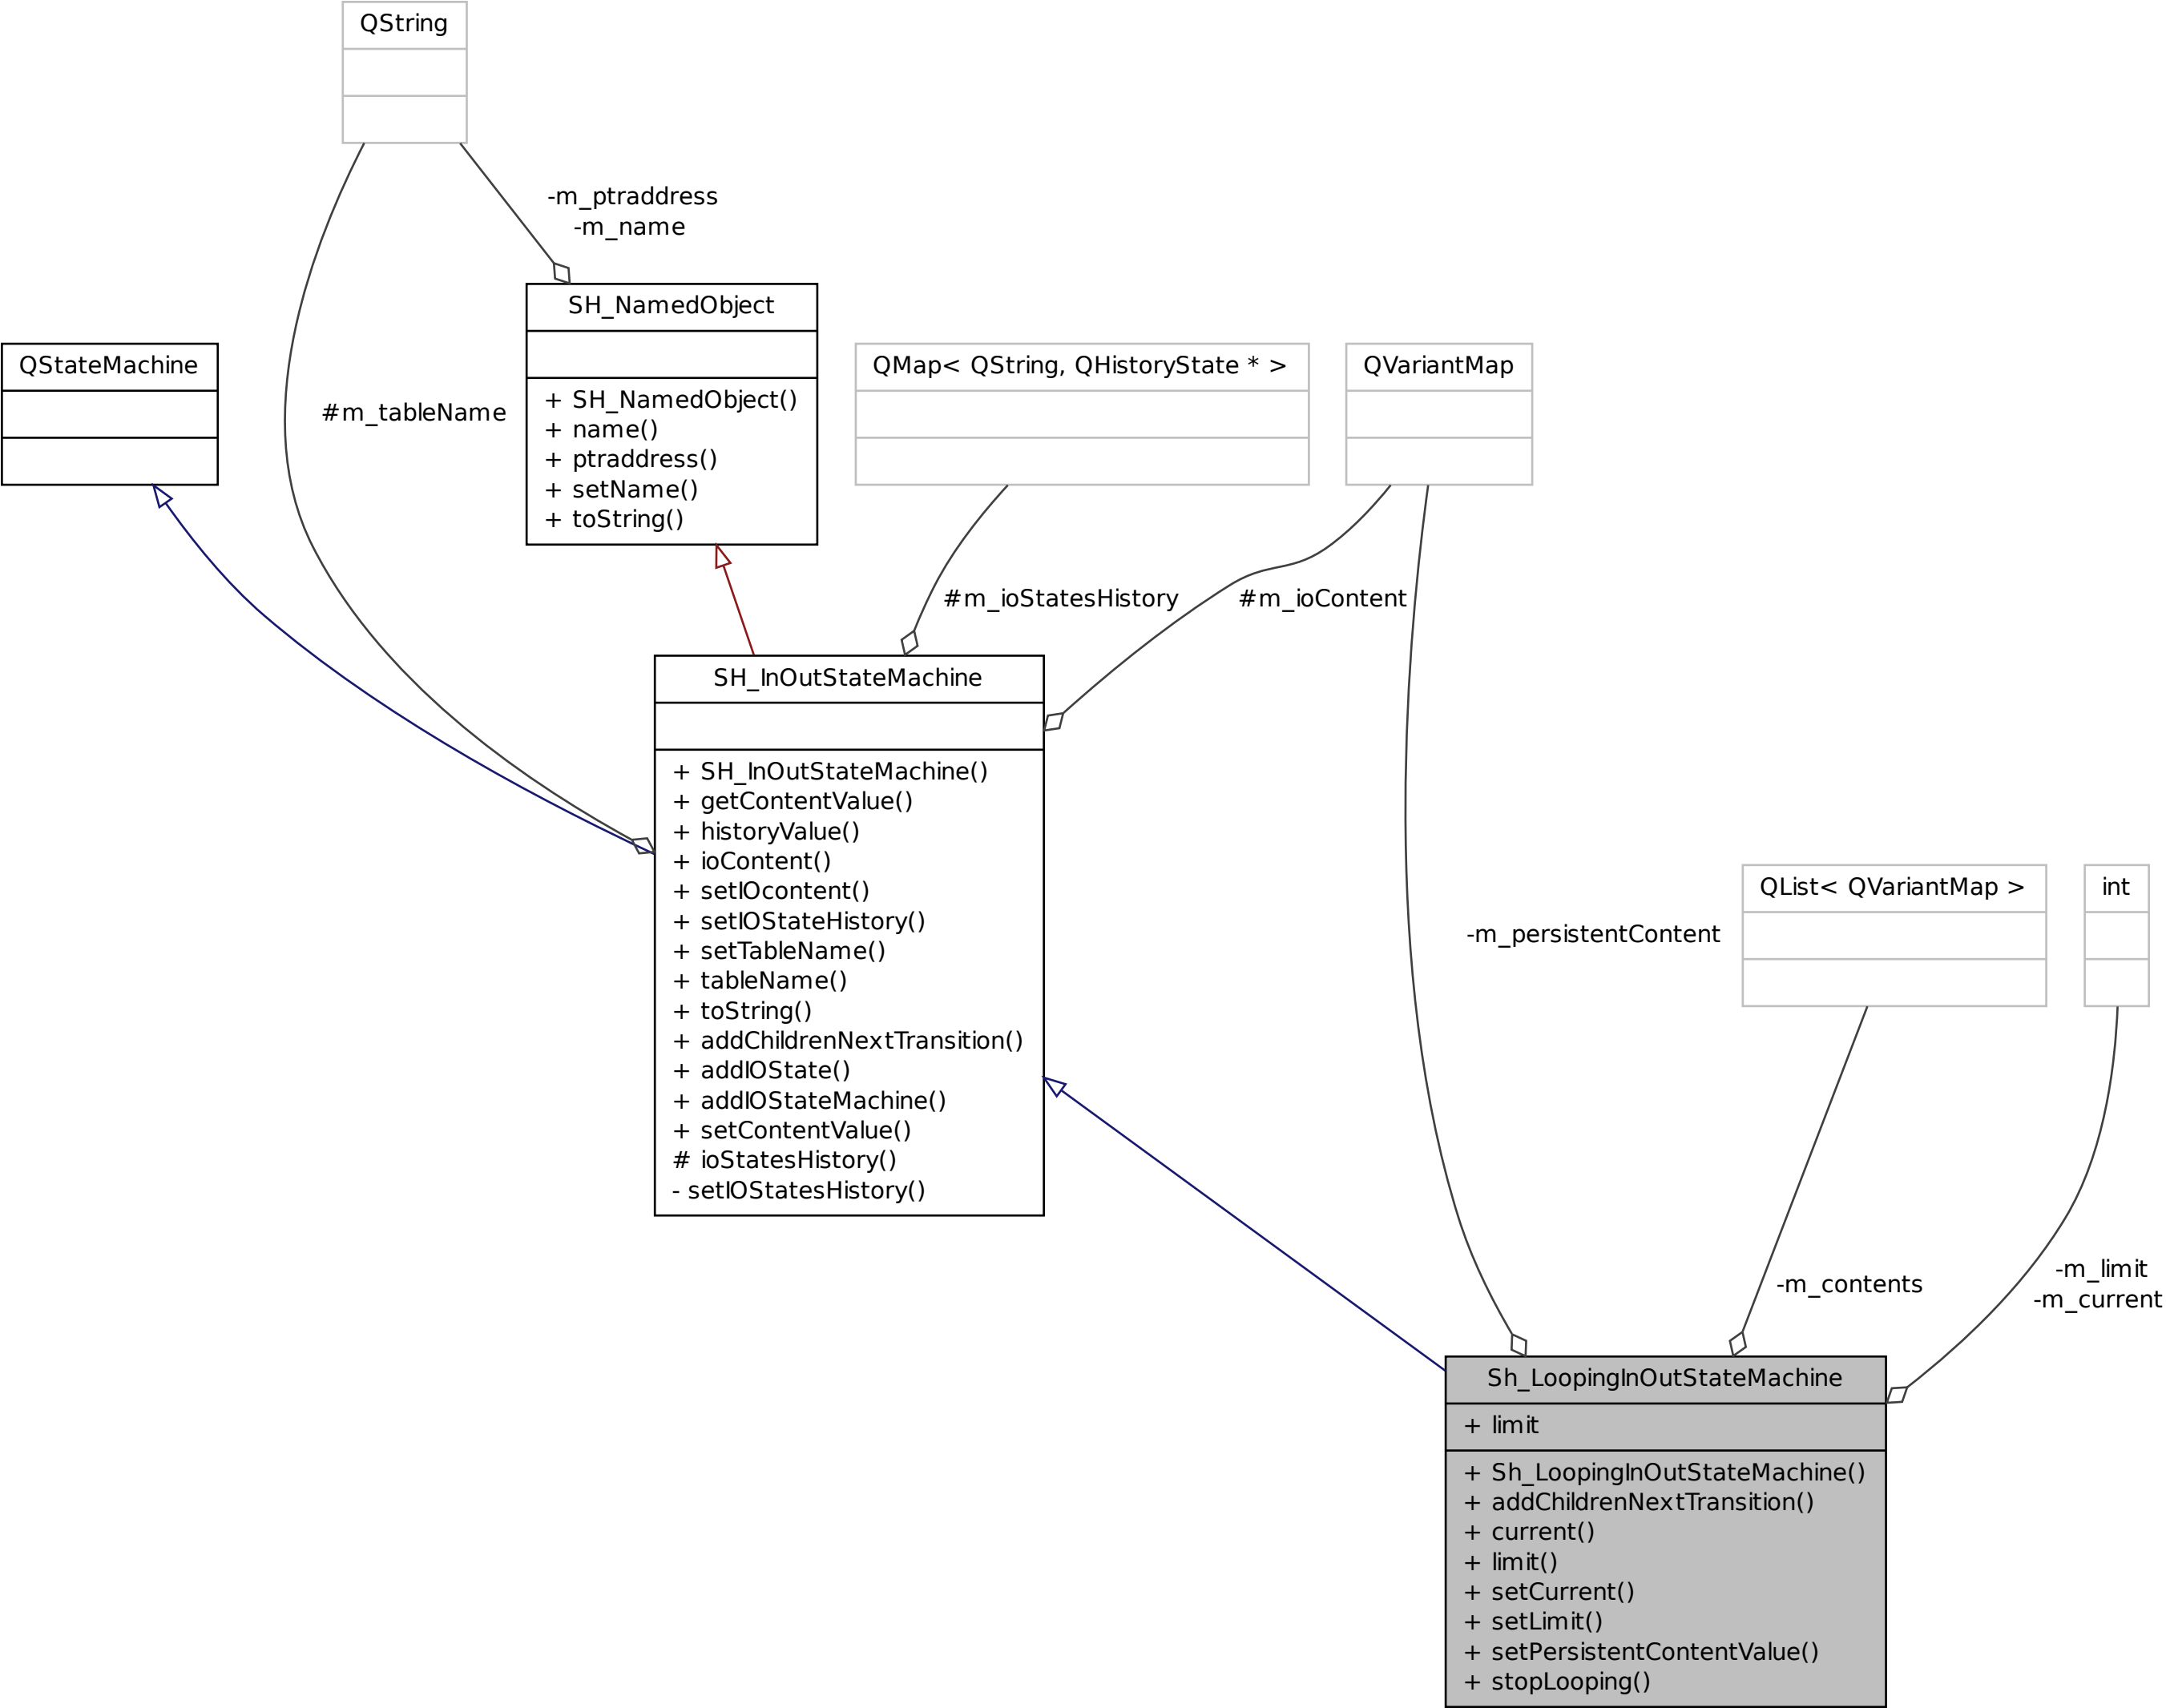 QString
-m_ptraddress
-m_name
SH_NamedObject
+ SH_NamedObject()
+ name()
+ ptraddress()
+ setName()
+ toString()
QStateMachine
#m_tableName
QMap< QString, QHistoryState * >
QVariantMap
#m_ioStatesHistory
#m_ioContent
SH_InOutStateMachine
+ SH_InOutStateMachine()
+ getContentValue()
+ historyValue()
+ ioContent()
+ setIOcontent()
+ setIOStateHistory()
+ setTableName()
+ tableName()
+ toString()
+ addChildrenNextTransition()
+ addIOState()
+ addIOStateMachine()
+ setContentValue()
# ioStatesHistory()
- setIOStatesHistory()
-m_persistentContent
QList< QVariantMap >
int
-m_contents
-m_limit
-m_current
Sh_LoopingInOutStateMachine
+ limit
+ Sh_LoopingInOutStateMachine()
+ addChildrenNextTransition()
+ current()
+ limit()
+ setCurrent()
+ setLimit()
+ setPersistentContentValue()
+ stopLooping()